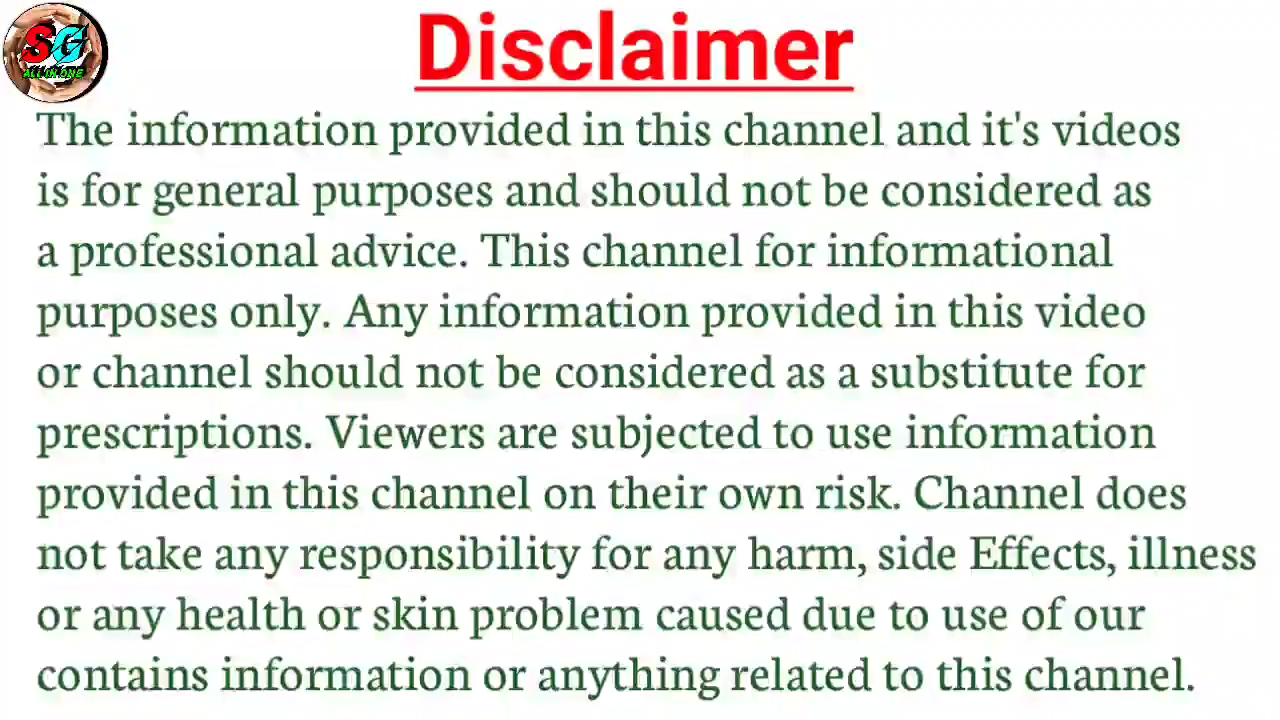 SG
ALL IN ONE
Disclaimer
The information provided in this channel and it's videos
is for general purposes and should not be considered as
a professional advice. This channel for informational
purposes only. Any information provided in this video
or channel should not be considered as a substitute for
prescriptions. Viewers are subjected to use information
provided in this channel on their own risk. Channel does
not take any responsibility for any harm, side Effects, illness
or any health or skin problem caused due to use of our
contains information or anything related to this channel.